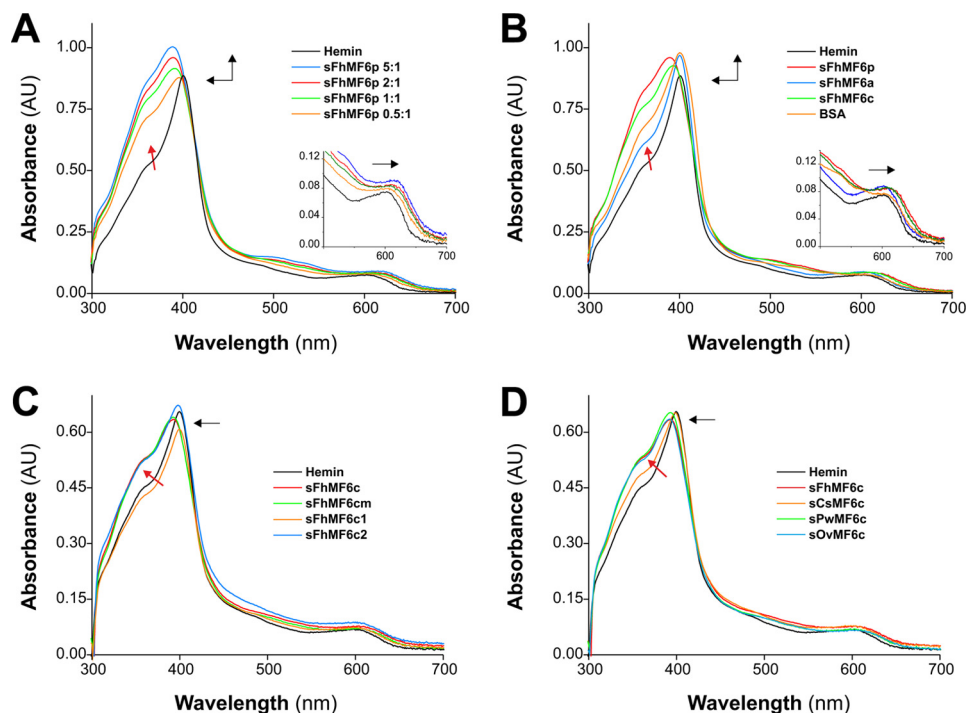 A
1.00
0.75
0.50
0.25
0.00
Absorbance (AU)
Hemin
sFhMF6p 5:1
sFhMF6p 2:1
sFhMF6p 1:1
sFhMF6p 0.5:1
0.12
0.08
0.04
0.00
600 700
300 400 500 600 700
Wavelength (nm)
B
1.00
0.75
0.50
0.25
0.00
Absorbance (AU)
Hemin
sFhMF6p
sFhMF6a
sFhMF6c
BSA
0.12
0.08
0.04
0.00
600 700
300 400 500 600 700
Wavelength (nm)
C
0.60
0.45
0.30
0.15
0.00
Absorbance (AU)
Hemin
sFhMF6c
sFhMF6cm
sFhMF6c1
sFhMF6c2
300 400 500 600 700
Wavelength (nm)
D
0.60
0.45
0.30
0.15
0.00
Absorbance (AU)
Hemin
sFhMF6c
sCsMF6c
sPwMF6c
sOvMF6c
300 400 500 600 700
Wavelength (nm)